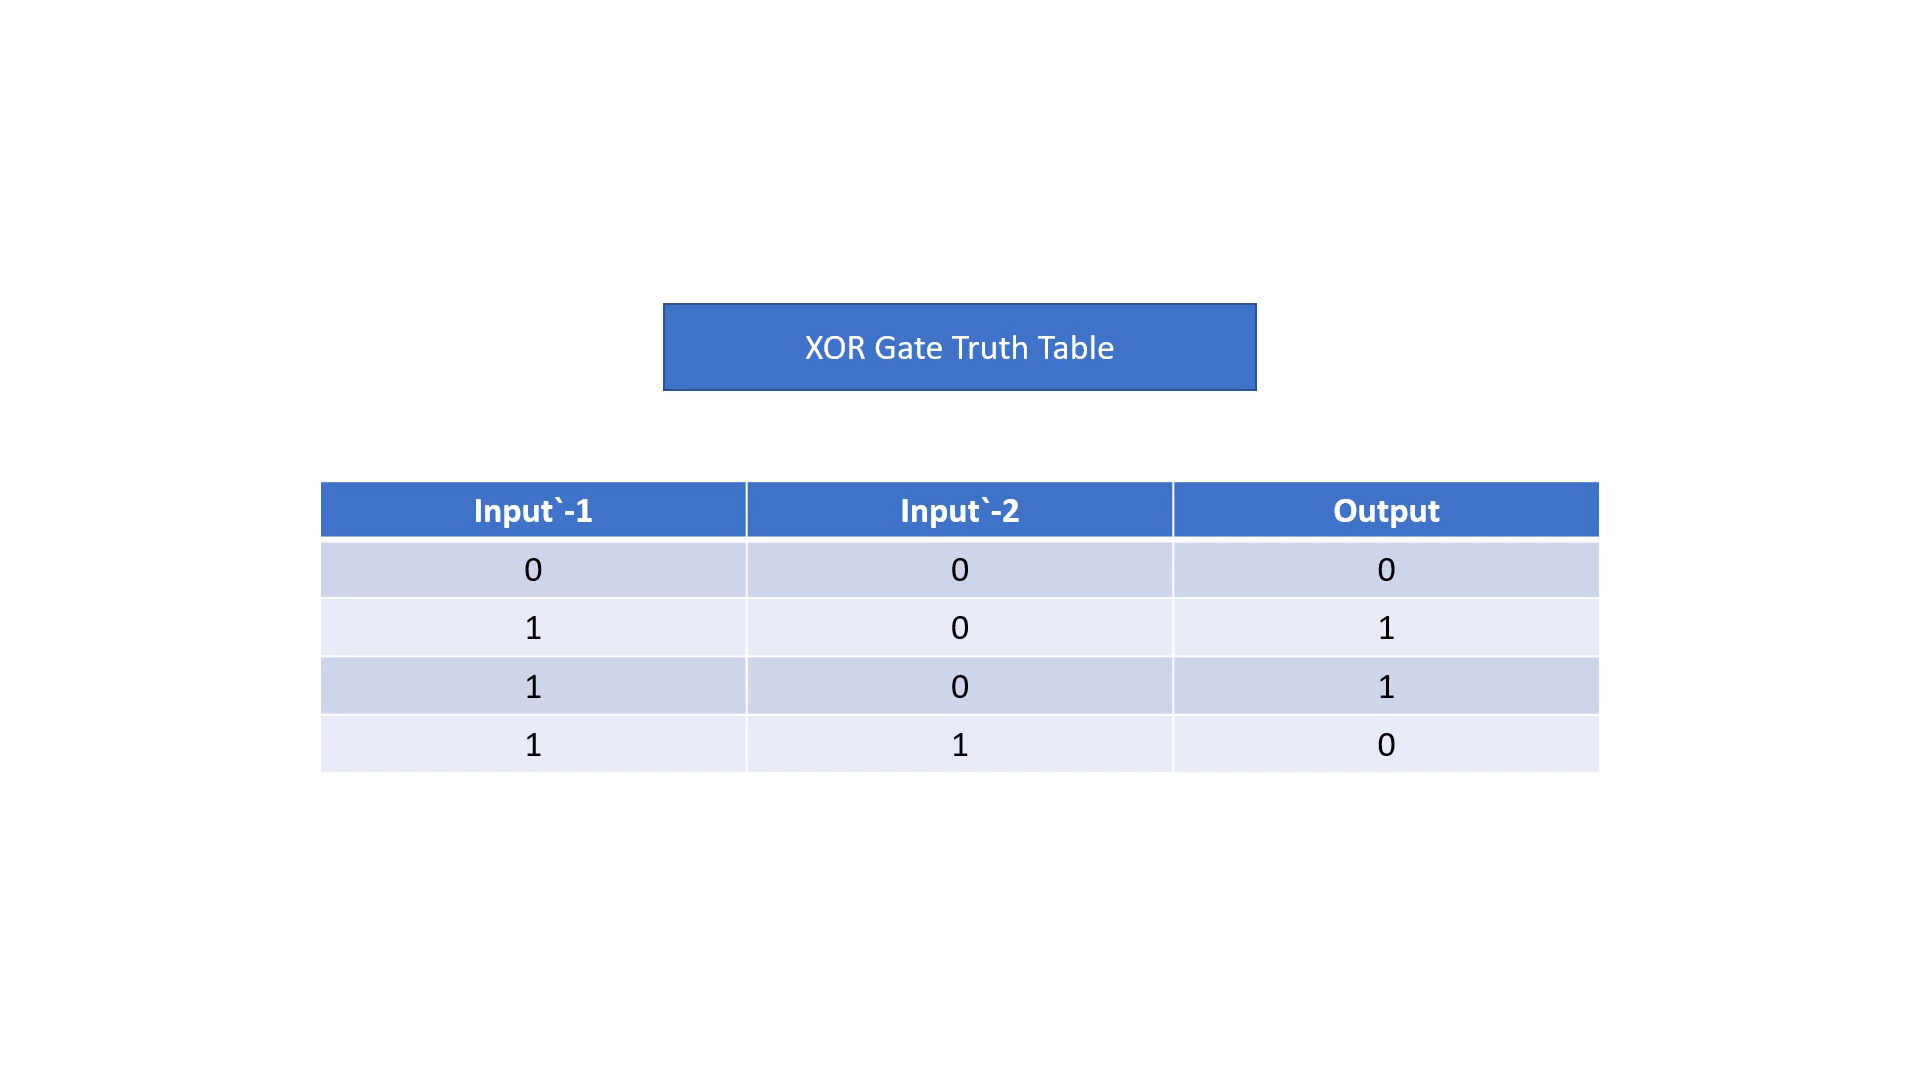 XOR Gate Truth Table
Input`-1 Input`-2 Output
0 0 0
1 0 1
1 0 1
1 1 0